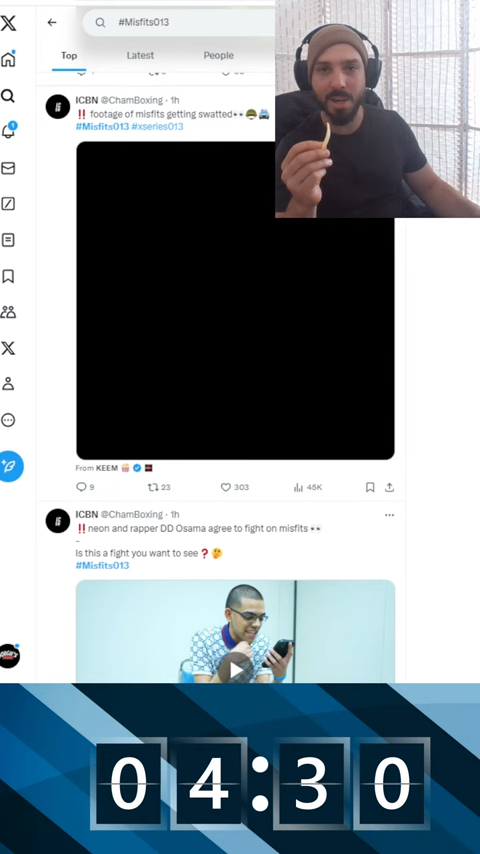 #Misfits013
Top Latest People
ICBN @ChamBoxing · 1h
‼️ footage of misfits getting swatted
#Misfits013 #xseries013
From KEEM
9 23 303 45K
ICBN @ChamBoxing · 1h
‼️neon and rapper DD Osama agree to fight on misfits 👀
-
Is this a fight you want to see❓🤔
#Misfits013
04:30